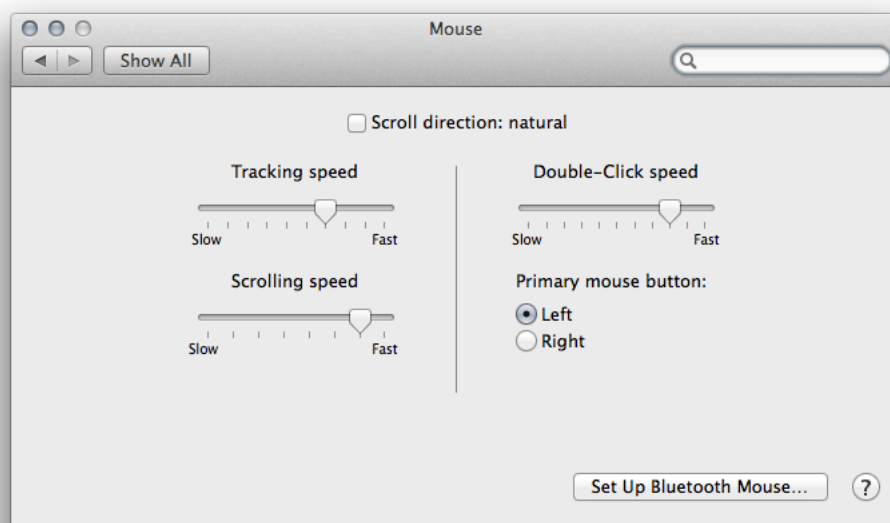 Mouse
Show All
Scroll direction: natural
Tracking speed
Slow Fast
Scrolling speed
Slow Fast
Double-Click speed
Slow Fast
Primary mouse button:
Left
Right
Set Up Bluetooth Mouse...
?